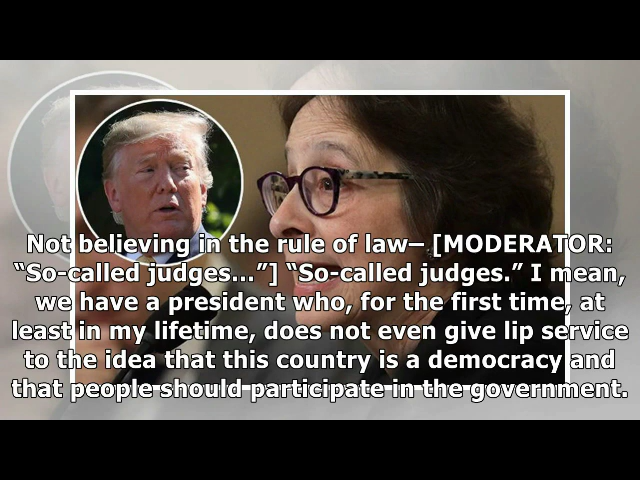 Not believing in the rule of law– [MODERATOR:
“So-called judges…”] “So-called judges.” I mean,
we have a president who, for the first time, at
least in my lifetime, does not even give lip service
to the idea that this country is a democracy and
that people should participate in the government.